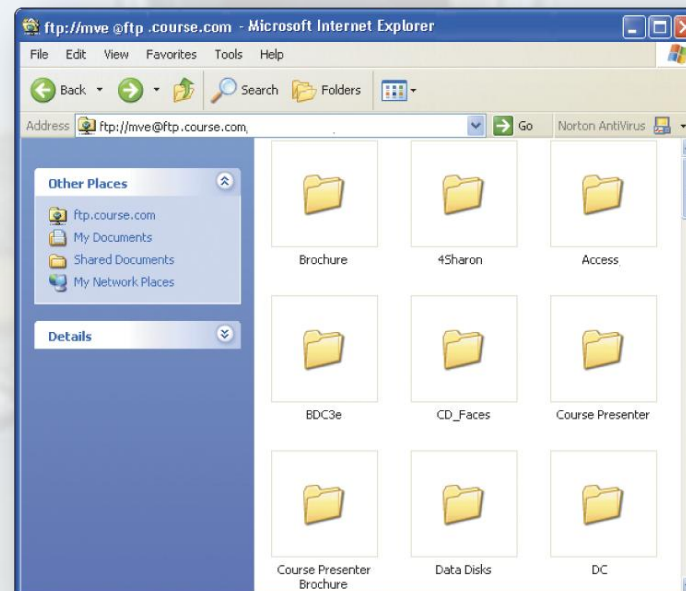 ftp://mve @ftp .course.com - Microsoft Internet Explorer
File Edit View Favorites Tools Help
Back Search Folders
Address ftp://mve@ftp.course.com, Go Norton AntiVirus
Other Places
ftp.course.com
My Documents
Shared Documents
My Network Places
Details
Brochure 4Sharon Access
BDC3e CD_Faces Course Presenter
Course Presenter Data Disks DC
Brochure